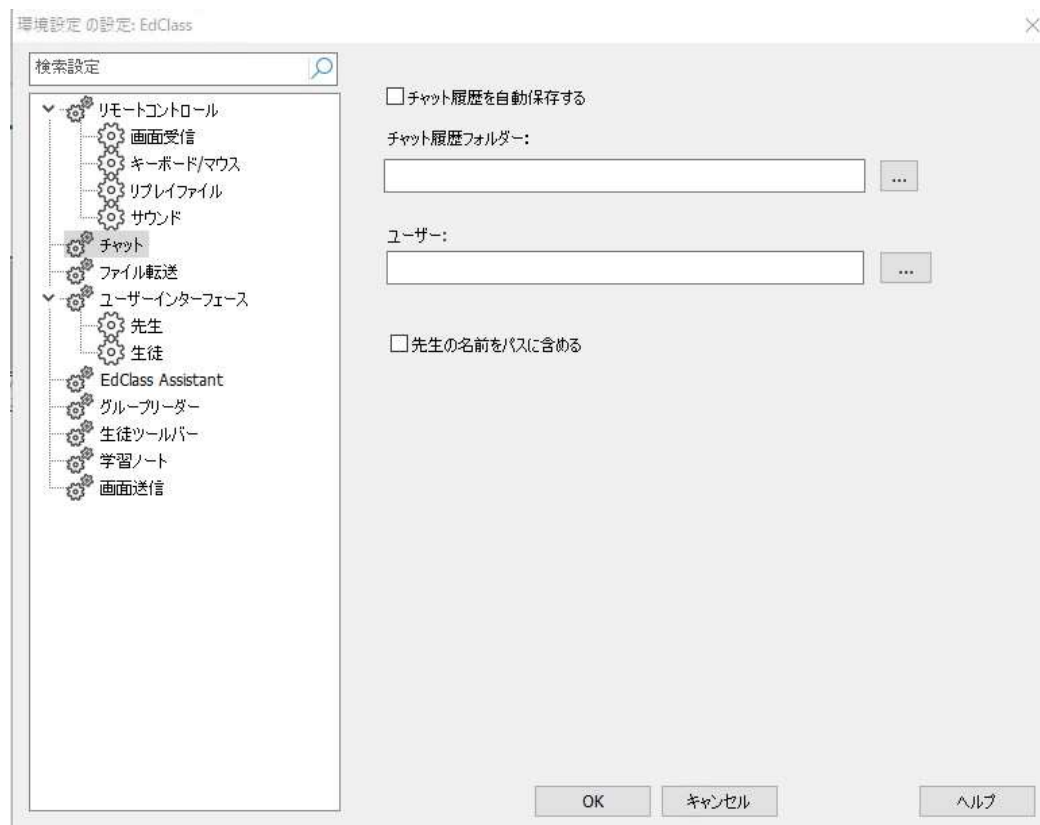 環境設定 の設定: EdClass
検索設定
リモートコントロール
画面受信
キーボード/マウス
リプレイファイル
サウンド
チャット
ファイル転送
ユーザーインターフェース
先生
生徒
EdClass Assistant
グループリーダー
生徒ツールバー
学習ノート
画面送信
チャット履歴を自動保存する
チャット履歴フォルダー:
...
ユーザー:
...
先生の名前をパスに含める
OK
キャンセル
ヘルプ